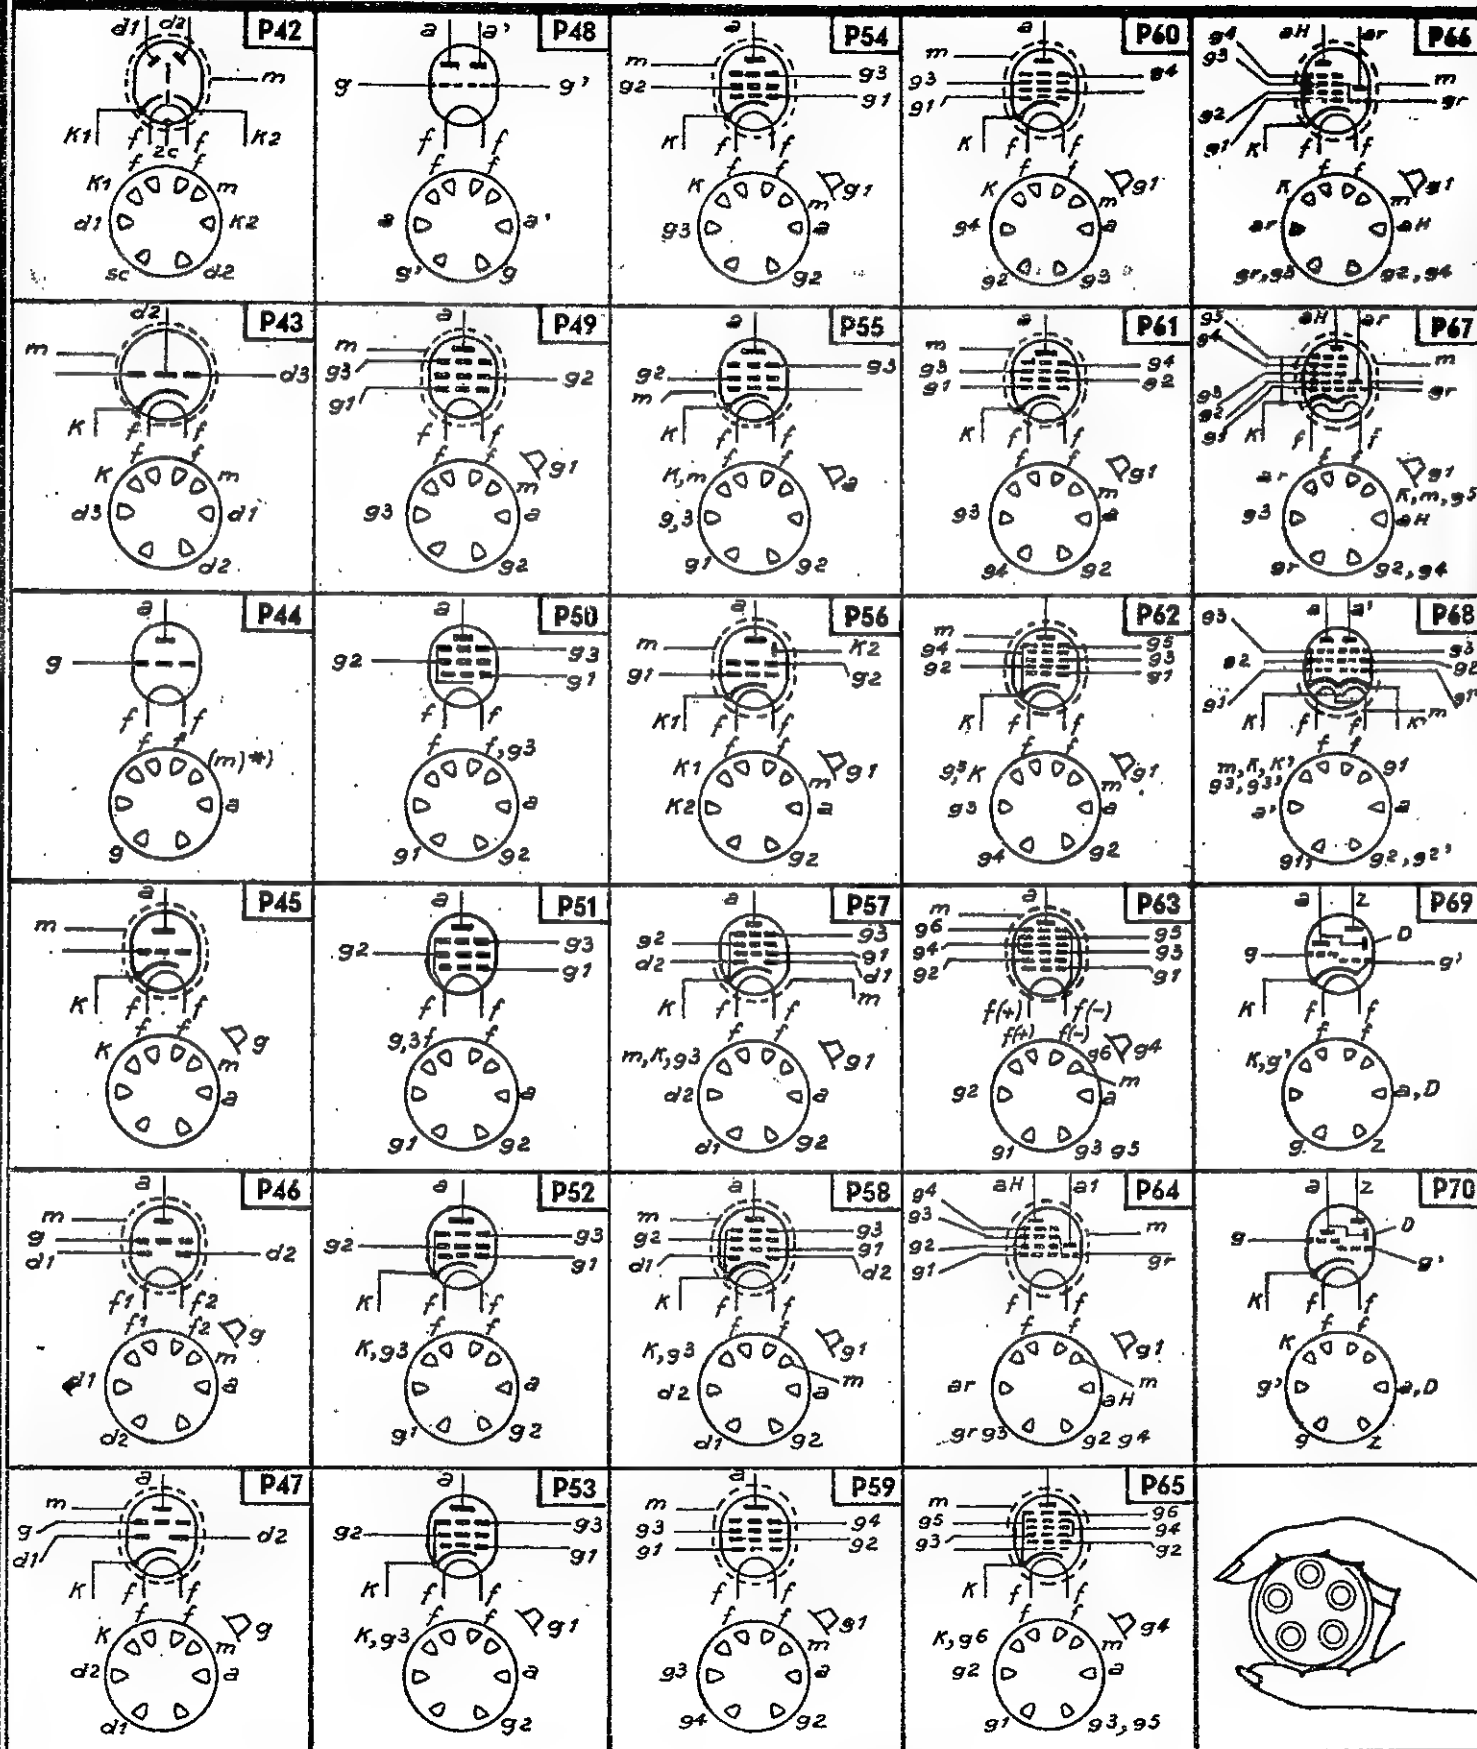 d1 d2 P42
m
K1 f f K2
2c
f f
K1 m
d1 K2
sc d2
a a' P48
g g'
f f
f f
a a'
g' g
a P54
m g3
g2 g1
K f f
f f g1
K m
g3 a
g2
a P60
m g4
g3
g1
K f f
f f g1
K m
g4 a
g2 g3
g4 aH ar P66
g3 m
g2 gr
g1 K f f
f f g1
K m
ar aH
gr,g3 g2,g4
d2 P43
m d3
K f f
f f
K m
d3 d1
d2
a P49
m
g3 g2
g1
f f
f f g1
m
g3 a
g2
a P55
g3
g2
m
K f f
f f
K,m a
g,3
g1 g2
a P61
m g4
g3 g2
g1
K f f
f f g1
m
g3 a
g4 g2
g5 aH ar P67
g4 m
g3 gr
g2
g1 K f f
f f
ar g1
K,m,g5
g3 aH
gr g2,g4
a P44
g
f f
f f
(m)*)
a
g
a P50
g2 g3
g1
f f
f f,g3
a
g1 g2
a P56
m K2
g1 g2
K1 f f
f f
K1 g1
m
K2 a
g2
P62
m g5
g4 g3
g2 g1
K f f
f f
g,5 K g1
m
g3 a
g4 g2
a a' P68
g3 g3
g2 g2
g1 g1'
K f f K' m
f f
m,K,K' g1
g3,g3'
a' a
g1, g2,g2'
a P45
m
K f f
f f
K g
m
a
a P51
g2 g3
g1
f f
g,3f f
a
g1 g2
a P57
g2 g3
d2 g1
d1
K f f m
f f
m,K,g3 g1
d2 a
d1 g2
a P63
m
g6 g5
g4 g3
g2 g1
f(+) f(-)
f(+) f(-)
g6 g4
m
g2 a
g1 g3 g5
a z P69
D
g g'
K f f
f f
K,g'
a,D
g z
a P46
m
g
d1 d2
f1 f2
f1 f2 g
m
d1 a
d2
a P52
g2 g3
g1
K f f
f f
K,g3
a
g1 g2
a P58
m g3
g2 g1
d1 d2
K f f
f f
K,g3 g1
m
d2 a
d1 g2
g4 aH a1 P64
g3 m
g2
g1 gr
f f
f f g1
m
ar aH
gr g3 g2 g4
a z P70
g D
g'
K f f
f f
K
g' a,D
g z
a P47
m
g d2
d1
K f f
f f
K g
m
d2 a
d1
a P53
g2 g3
g1
K f f
f f
K,g3 g1
a
g2
a P59
m
g3 g4
g1 g2
f f
f f g1
m
g3 a
g4 g2
P65
m g6
g5 g4
g3 g2
K f f
f f
K,g6 g4
m
g2 a
g1 g3,g5